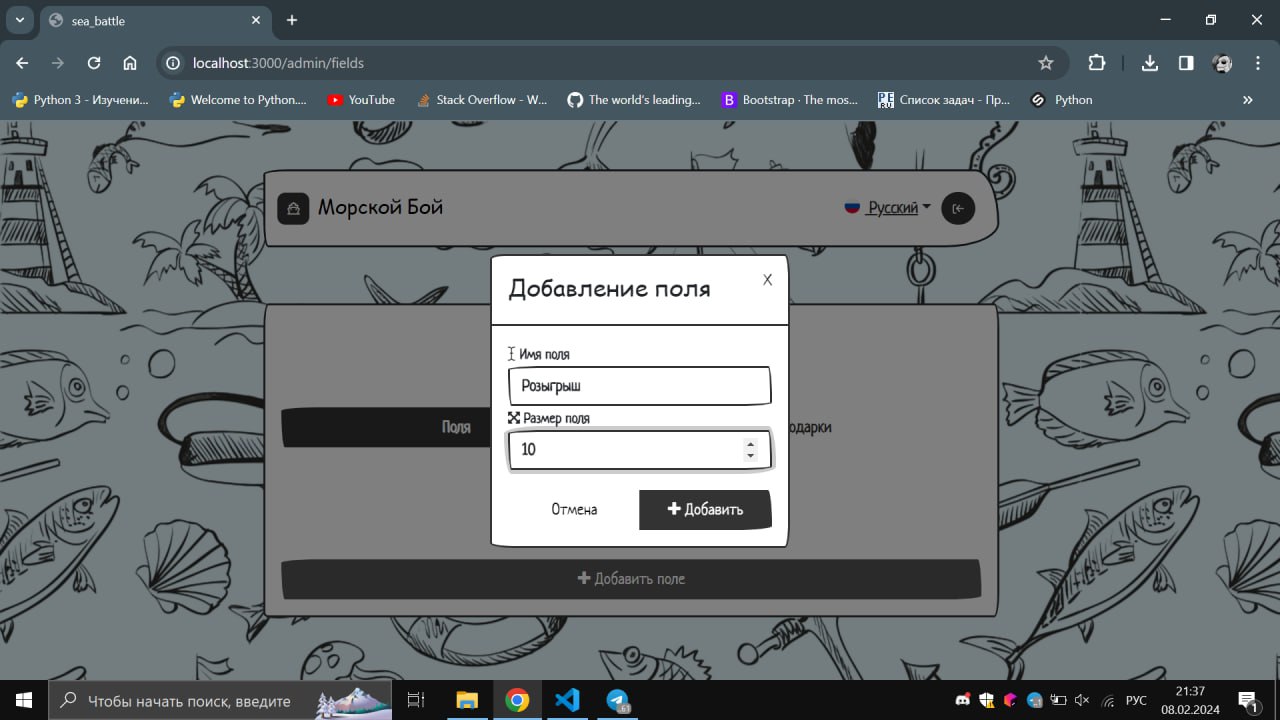 sea_battle
localhost:3000/admin/fields
Python 3 - Изучени...
Welcome to Python....
YouTube
Stack Overflow - W...
The world's leading...
Bootstrap · The mos...
Список задач - Пр...
Python
Морской Бой
Русский
Добавление поля
X
Имя поля
Розыгрыш
Размер поля
Поля
одарки
10
Отмена
Добавить
Добавить поле
Чтобы начать поиск, введите
61
РУС
21:37
08.02.2024
1